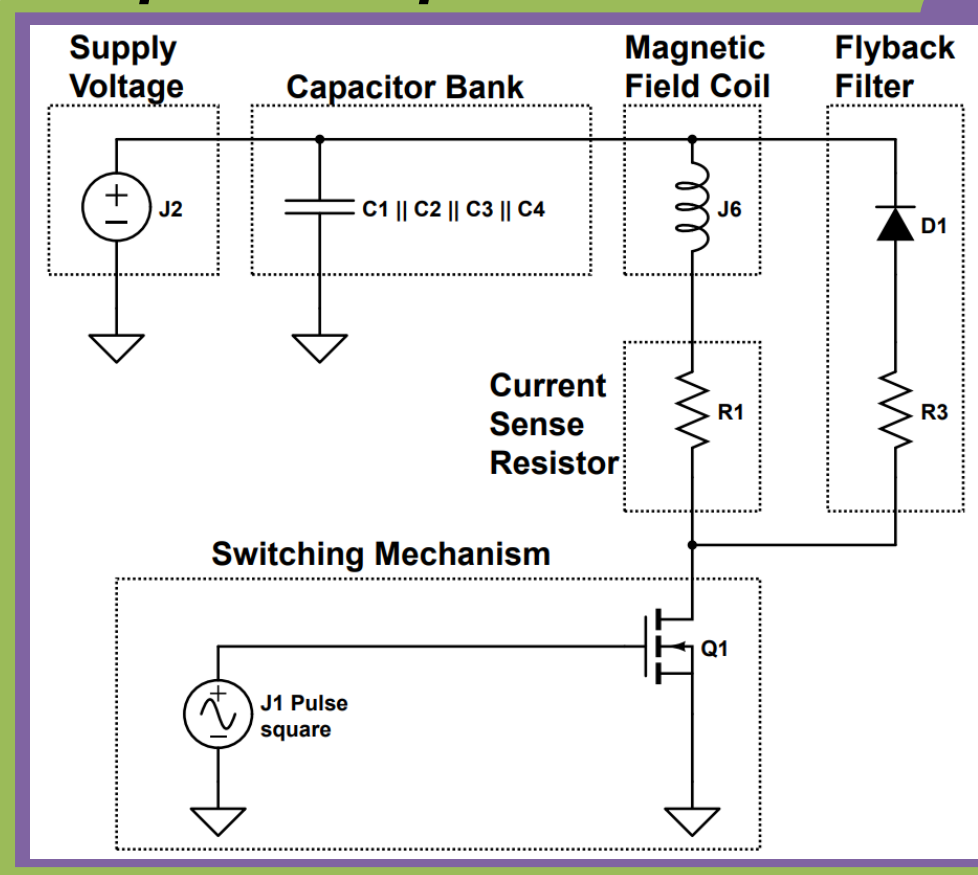 Supply
Voltage
Capacitor Bank
Magnetic
Field Coil
Flyback
Filter
+
J2
C1 || C2 || C3 || C4
J6
D1
Current
Sense
Resistor
R1
R3
Switching Mechanism
Q1
+
J1 Pulse
square